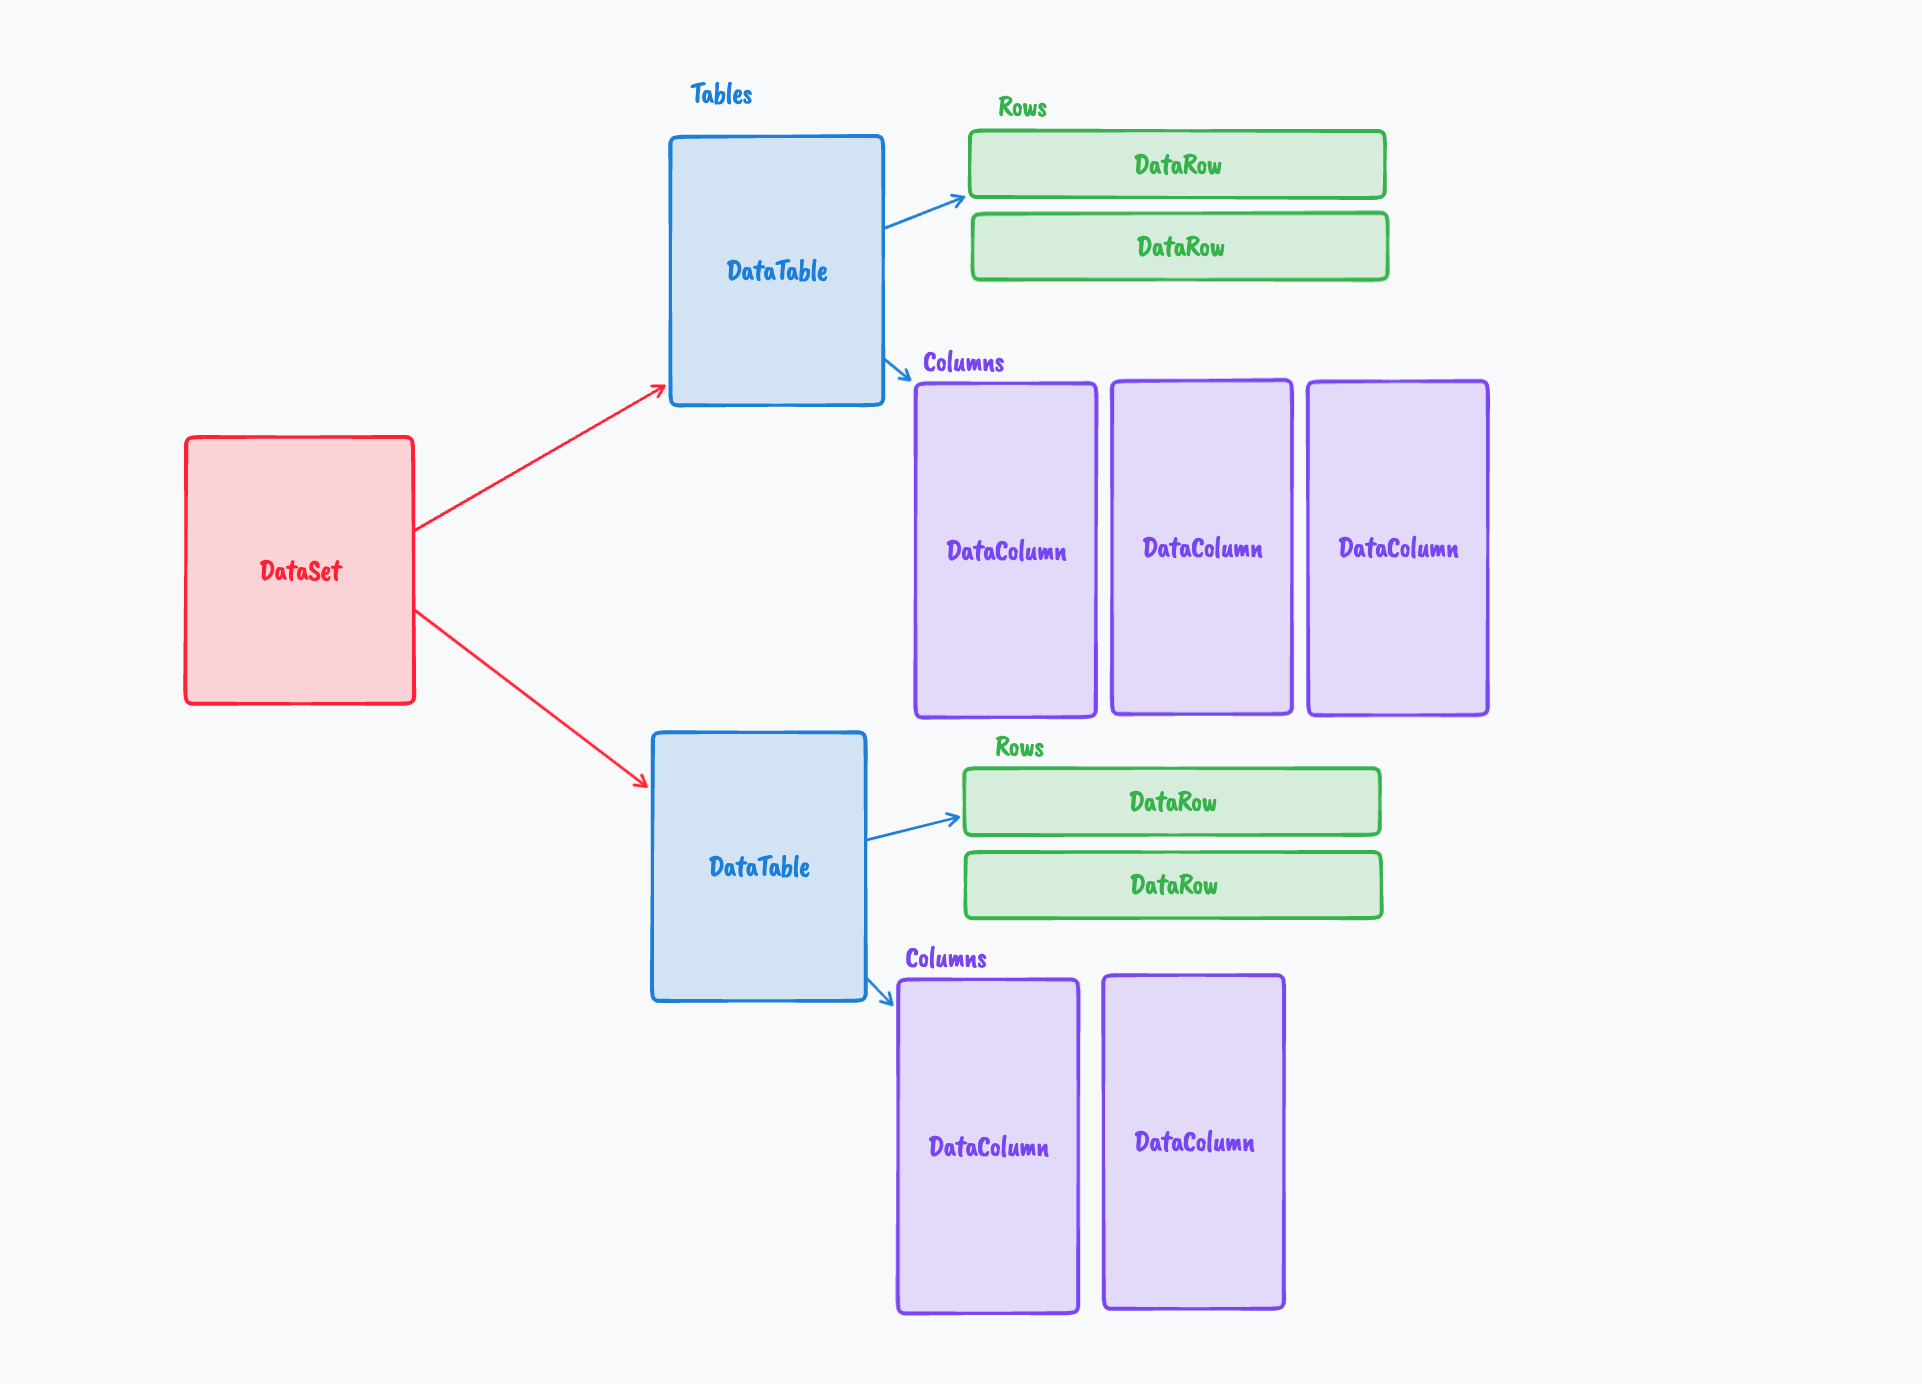 Tables
Rows
DataRow
DataRow
DataTable
Columns
DataColumn
DataColumn
DataColumn
DataSet
Rows
DataRow
DataRow
DataTable
Columns
DataColumn
DataColumn